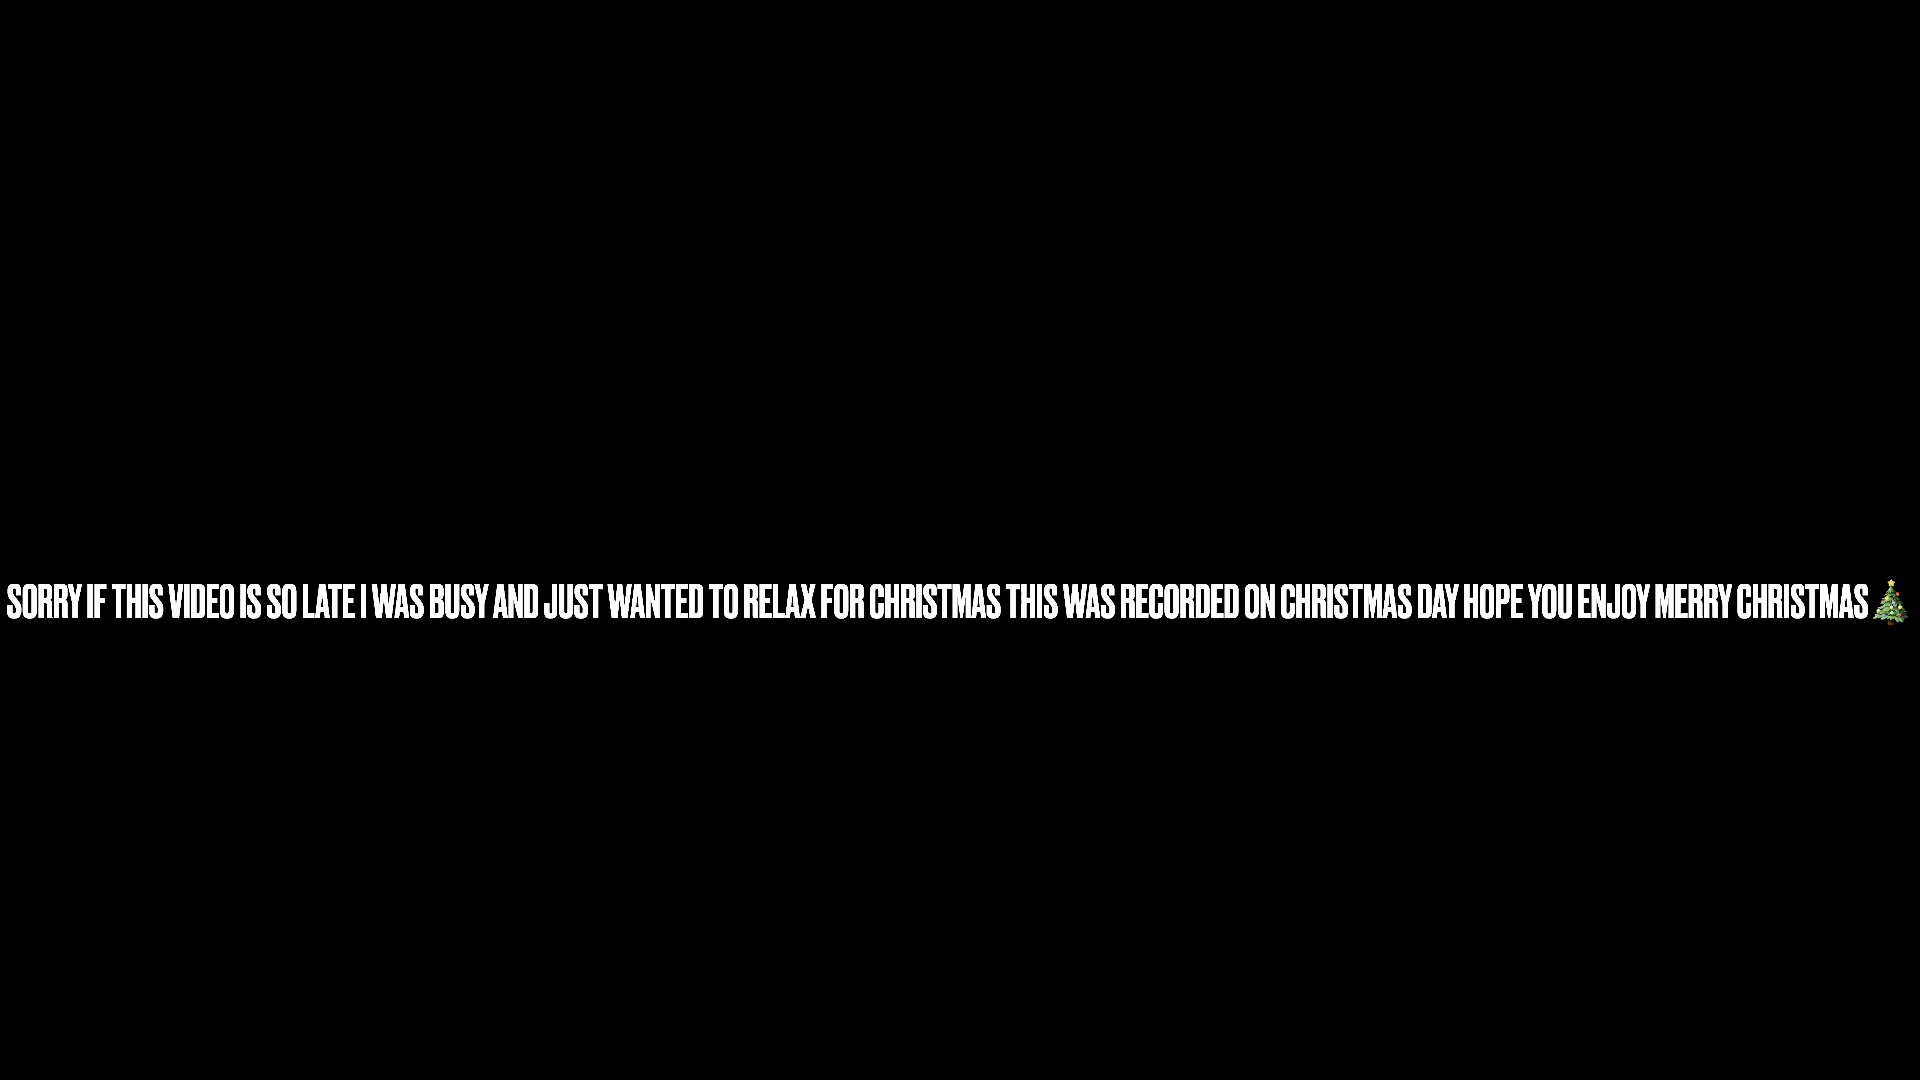 SORRY IF THIS VIDEO IS SO LATE I WAS BUSY AND JUST WANTED TO RELAX FOR CHRISTMAS THIS WAS RECORDED ON CHRISTMAS DAY HOPE YOU ENJOY MERRY CHRISTMAS🎄